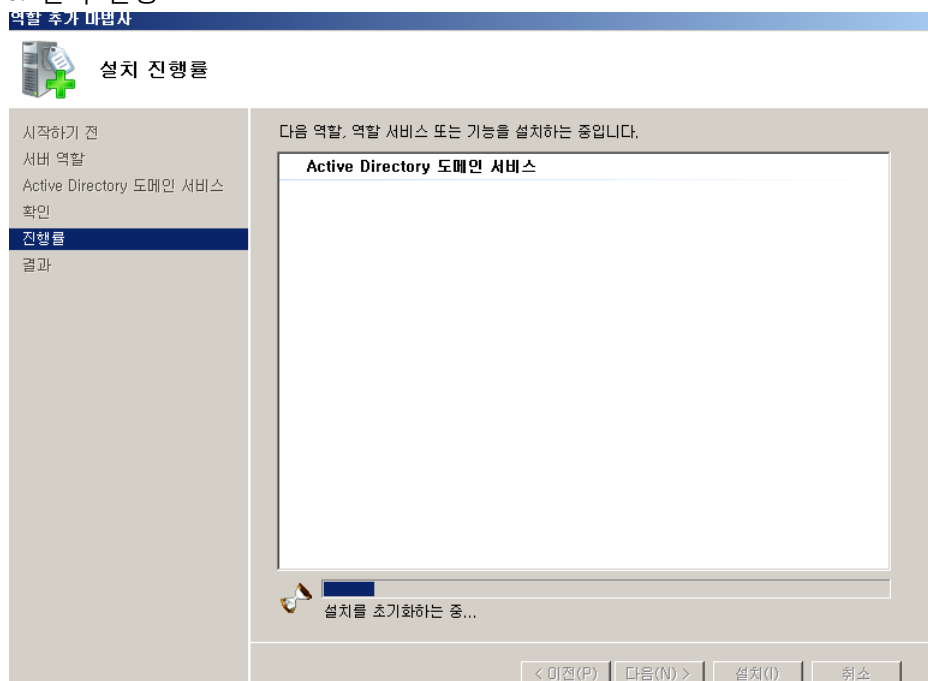 역할 추가 마법사
설치 진행률
시작하기 전
서버 역할
Active Directory 도메인 서비스
확인
진행률
결과
다음 역할, 역할 서비스 또는 기능을 설치하는 중입니다.
Active Directory 도메인 서비스
설치를 초기화하는 중...
< 이전(P)
다음(N) >
설치(I)
취소